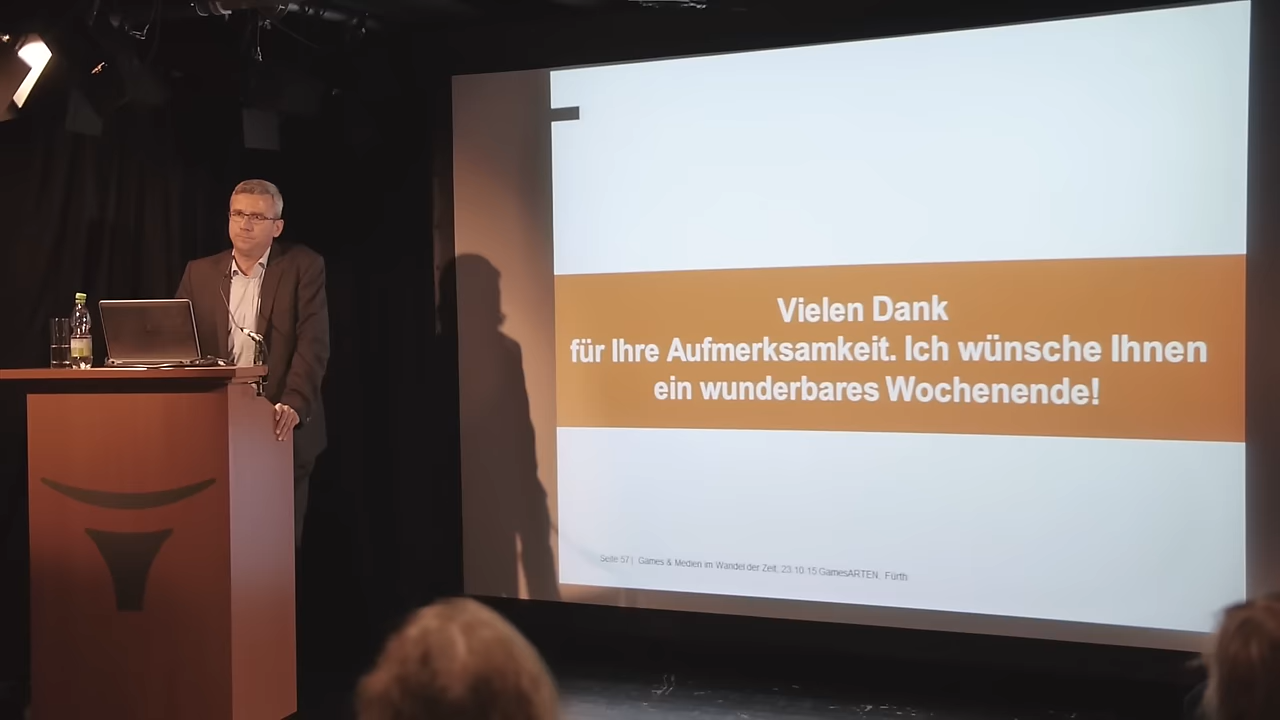 Vielen Dank
für Ihre Aufmerksamkeit. Ich wünsche Ihnen
ein wunderbares Wochenende!
Seite 57 | Games & Medien im Wandel der Zeit, 23.10.15 GamesARTEN, Fürth